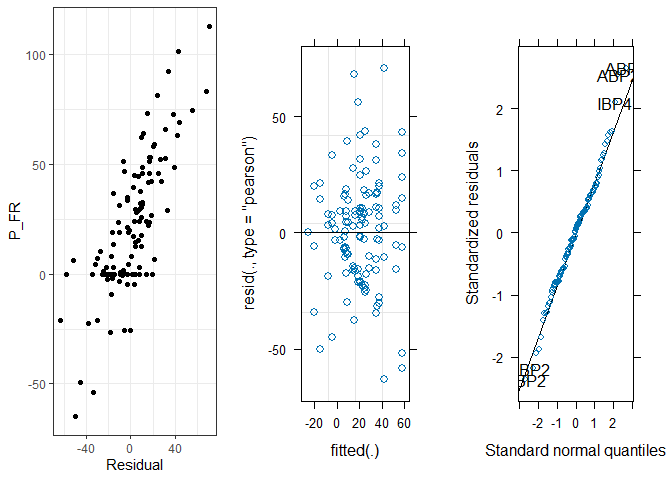 P_FR
100
50
0
-50
-40
0
40
Residual
resid(., type = "pearson")
50
0
-50
-20
0
20
40
60
fitted(.)
Standardized residuals
2
1
0
-1
-2
-2
-1
0
1
2
Standard normal quantiles
IBP4
BP2
BP2